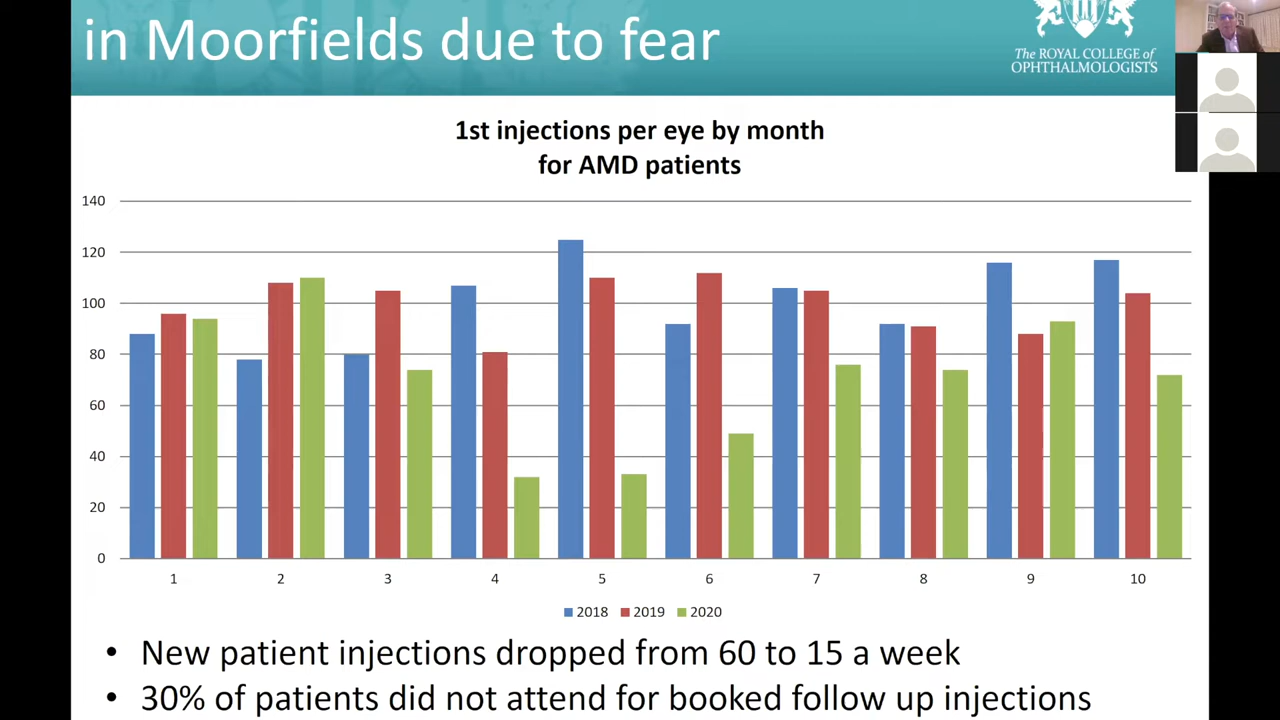 in Moorfields due to fear
The ROYAL COLLEGE of
OPHTHALMOLOGISTS
1st injections per eye by month
for AMD patients
140
120
100
80
60
40
20
0
1 2 3 4 5 6 7 8 9 10
2018 2019 2020
• New patient injections dropped from 60 to 15 a week
• 30% of patients did not attend for booked follow up injections